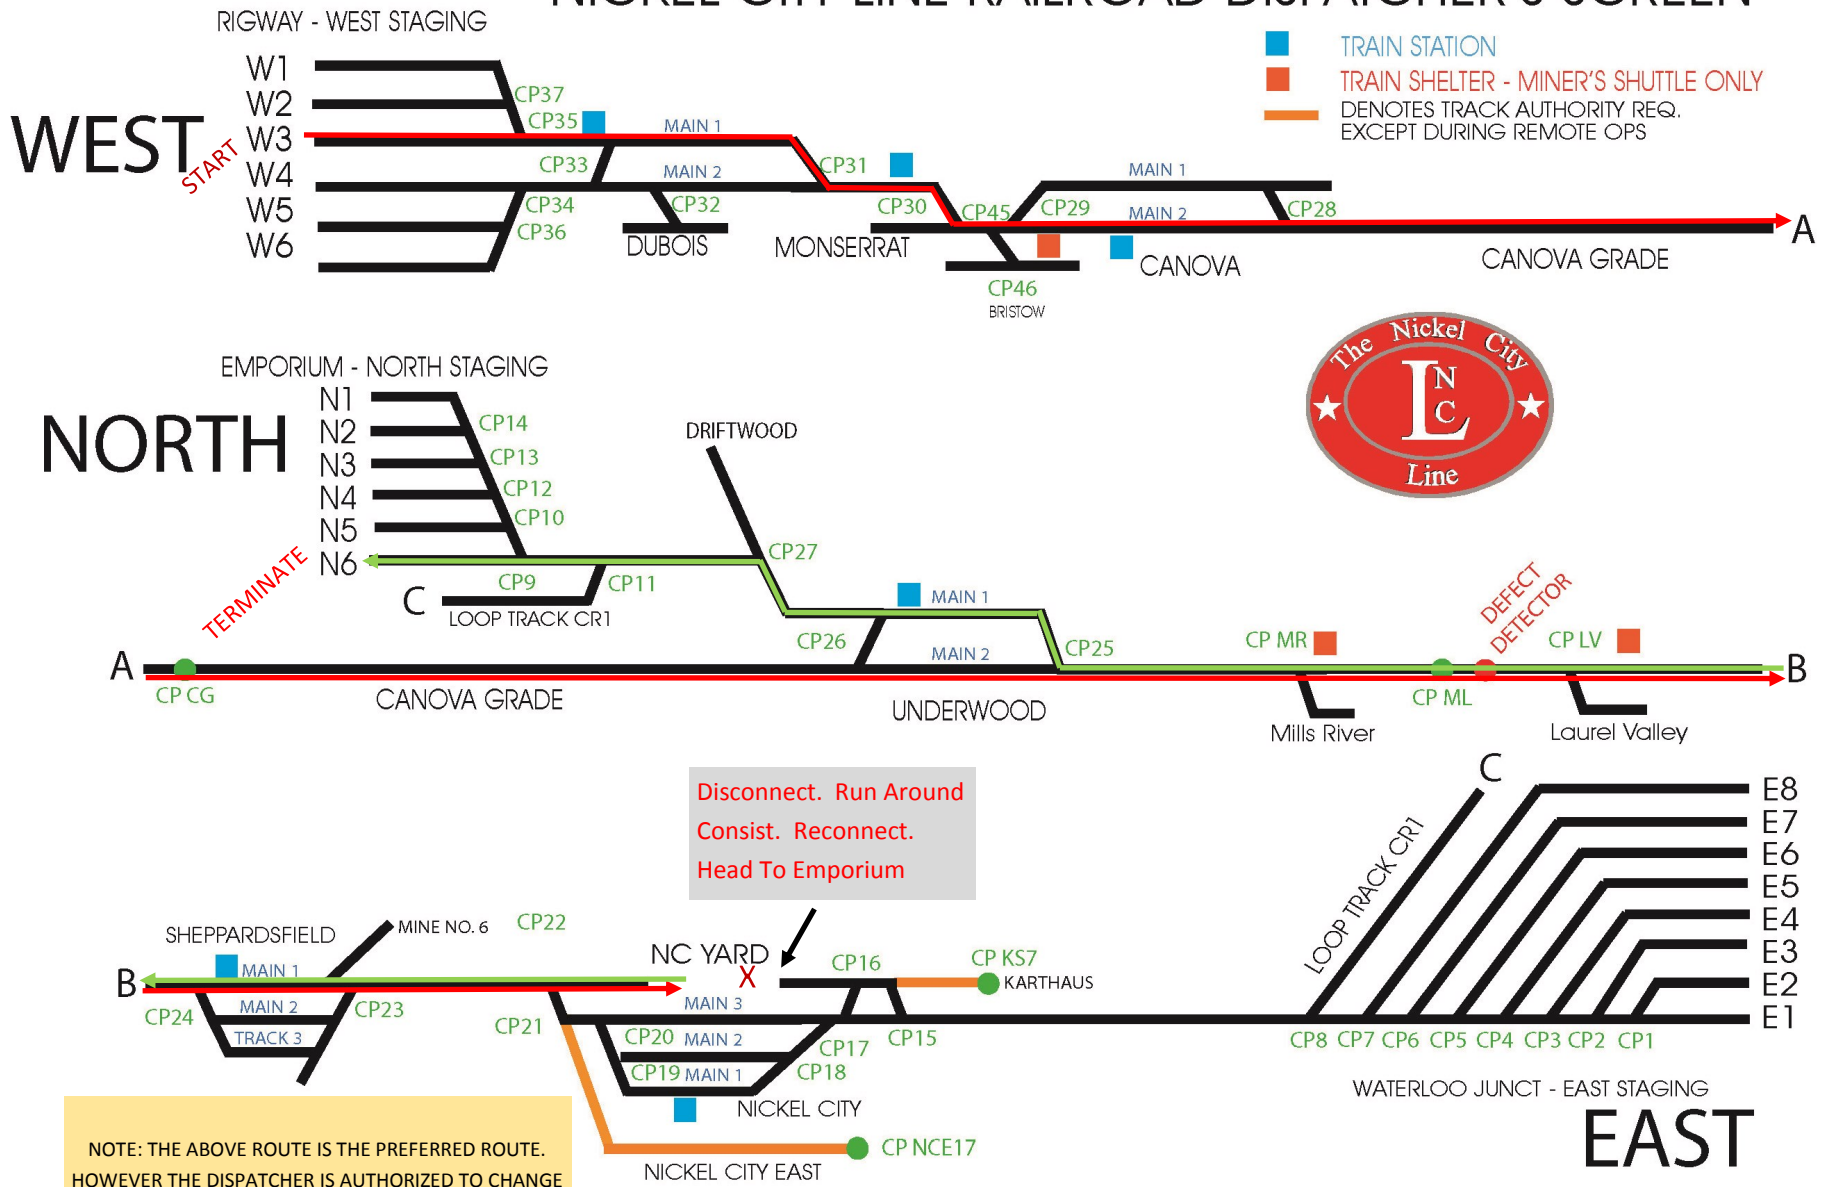 NICKEL CITY LINE RAILROAD DISPATCHER'S SCREEN
RIGWAY - WEST STAGING
TRAIN STATION
TRAIN SHELTER - MINER'S SHUTTLE ONLY
DENOTES TRACK AUTHORITY REQ.
EXCEPT DURING REMOTE OPS
WEST
START
W1
W2
W3
W4
W5
W6
CP37
CP35
MAIN 1
CP33
MAIN 2
CP31
CP34
CP32
CP30
CP36
DUBOIS
MONSERRAT
CP45
CP29
MAIN 1
MAIN 2
CP28
A
CANOVA
CANOVA GRADE
CP46
BRISTOW
The Nickel City
L N C
Line
EMPORIUM - NORTH STAGING
NORTH
N1
N2
N3
N4
N5
N6
CP14
CP13
CP12
CP10
DRIFTWOOD
CP27
TERMINATE
CP9
CP11
C
LOOP TRACK CR1
MAIN 1
CP26
MAIN 2
CP25
CP MR
DEFECT
DETECTOR
CP LV
A
B
CP CG
CANOVA GRADE
UNDERWOOD
CP ML
Mills River
Laurel Valley
Disconnect. Run Around
Consist. Reconnect.
Head To Emporium
C
LOOP TRACK CR1
E8
E7
E6
E5
E4
E3
E2
E1
SHEPPARDSFIELD
MINE NO. 6
CP22
NC YARD
X
CP16
CP KS7
KARTHAUS
B
MAIN 1
MAIN 2
TRACK 3
CP24
CP23
CP21
MAIN 3
CP20
MAIN 2
CP17
CP15
CP19
MAIN 1
CP18
NICKEL CITY
CP8
CP7
CP6
CP5
CP4
CP3
CP2
CP1
WATERLOO JUNCT - EAST STAGING
EAST
CP NCE17
NICKEL CITY EAST
NOTE: THE ABOVE ROUTE IS THE PREFERRED ROUTE.
HOWEVER THE DISPATCHER IS AUTHORIZED TO CHANGE